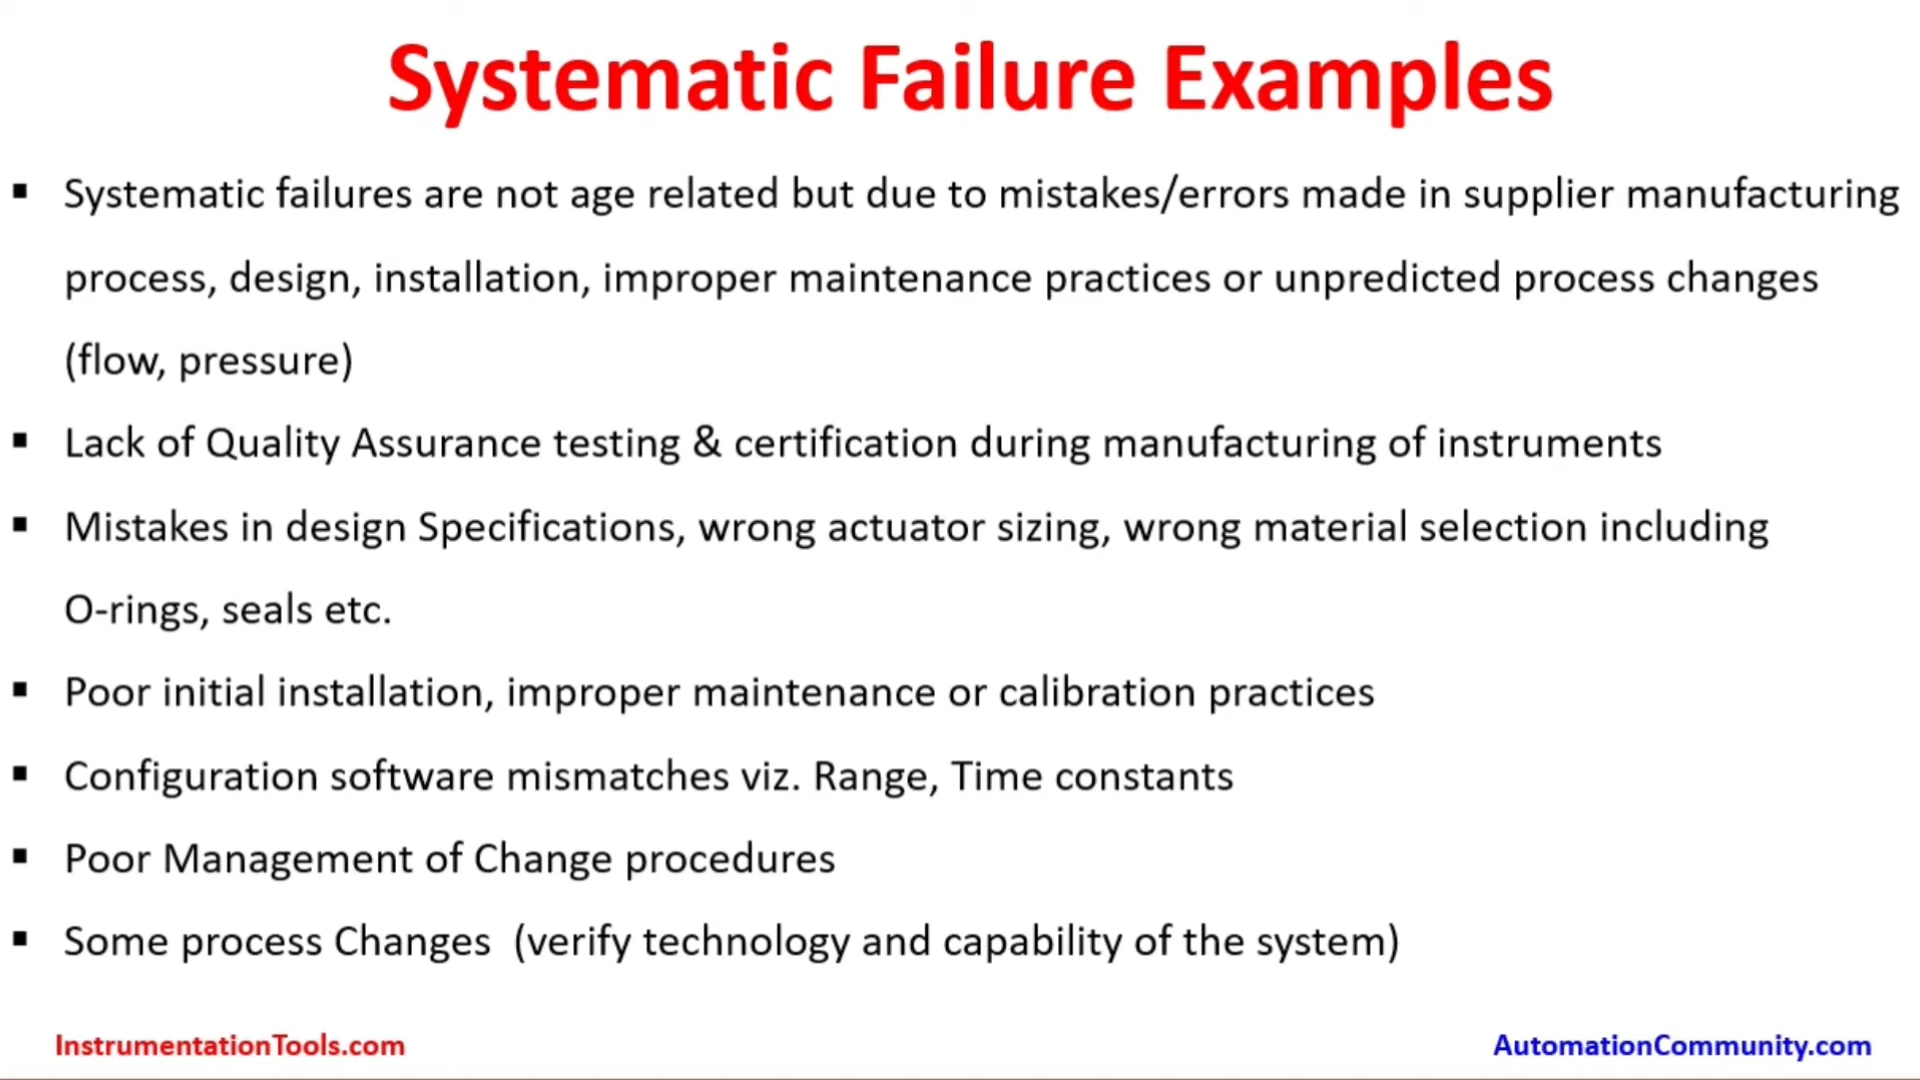 Systematic Failure Examples
▪ Systematic failures are not age related but due to mistakes/errors made in supplier manufacturing
process, design, installation, improper maintenance practices or unpredicted process changes
(flow, pressure)
▪ Lack of Quality Assurance testing & certification during manufacturing of instruments
▪ Mistakes in design Specifications, wrong actuator sizing, wrong material selection including
O-rings, seals etc.
▪ Poor initial installation, improper maintenance or calibration practices
▪ Configuration software mismatches viz. Range, Time constants
▪ Poor Management of Change procedures
▪ Some process Changes  (verify technology and capability of the system)
InstrumentationTools.com
AutomationCommunity.com